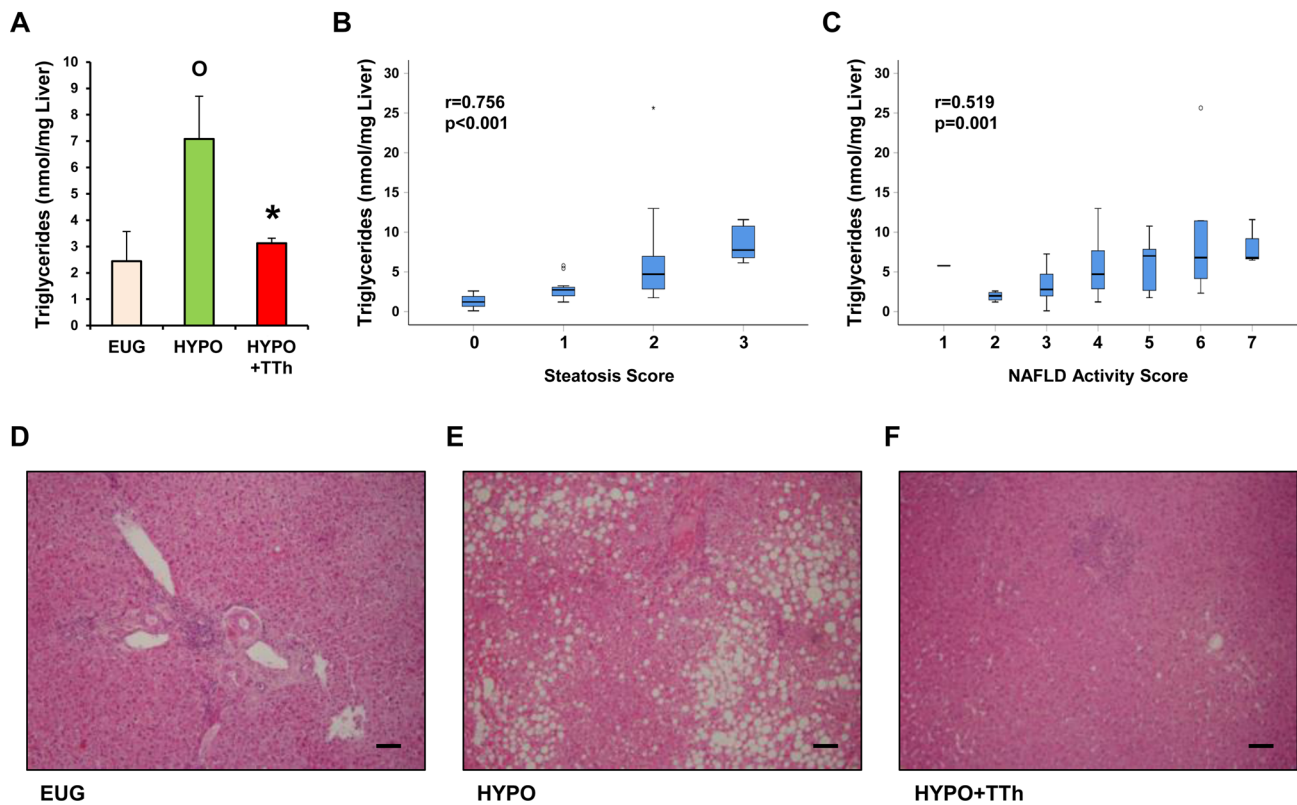 A
Triglycerides (nmol/mg Liver)
10
9
8
7
6
5
4
3
2
1
0
O
*
EUG
HYPO
HYPO
+TTh
B
Triglycerides (nmol/mg Liver)
30
25
20
15
10
5
0
r=0.756
p<0.001
0 1 2 3
Steatosis Score
C
Triglycerides (nmol/mg Liver)
30
25
20
15
10
5
0
r=0.519
p=0.001
1 2 3 4 5 6 7
NAFLD Activity Score
D
EUG
E
HYPO
F
HYPO+TTh